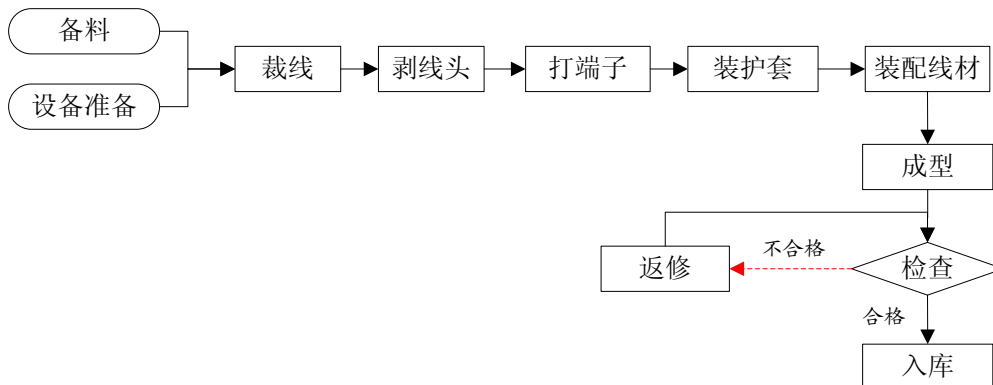 备料
设备准备
裁线
剥线头
打端子
装护套
装配线材
成型
返修
不合格
检查
合格
入库